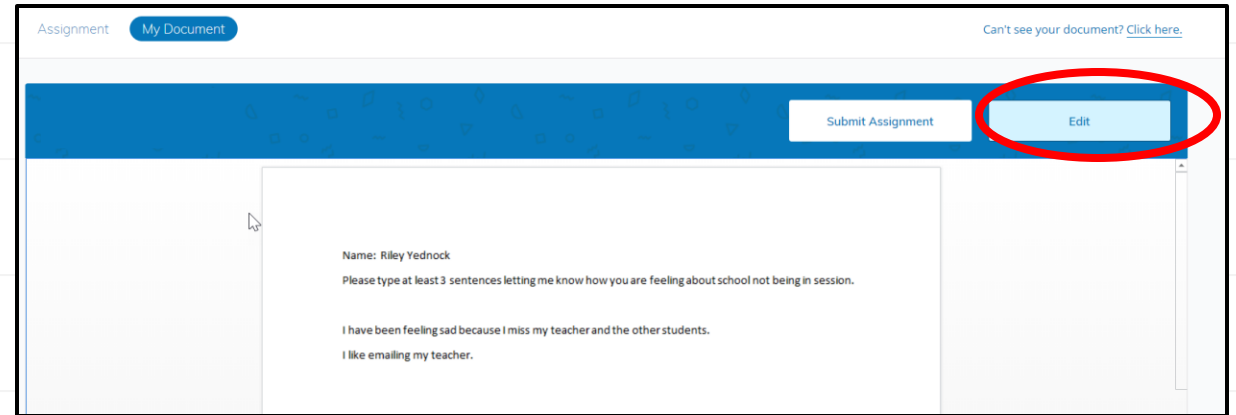 Assignment
My Document
Can't see your document? Click here.
Submit Assignment
Edit
Name: Riley Yednock
Please type at least 3 sentences letting me know how you are feeling about school not being in session.
I have been feeling sad because I miss my teacher and the other students.
I like emailing my teacher.